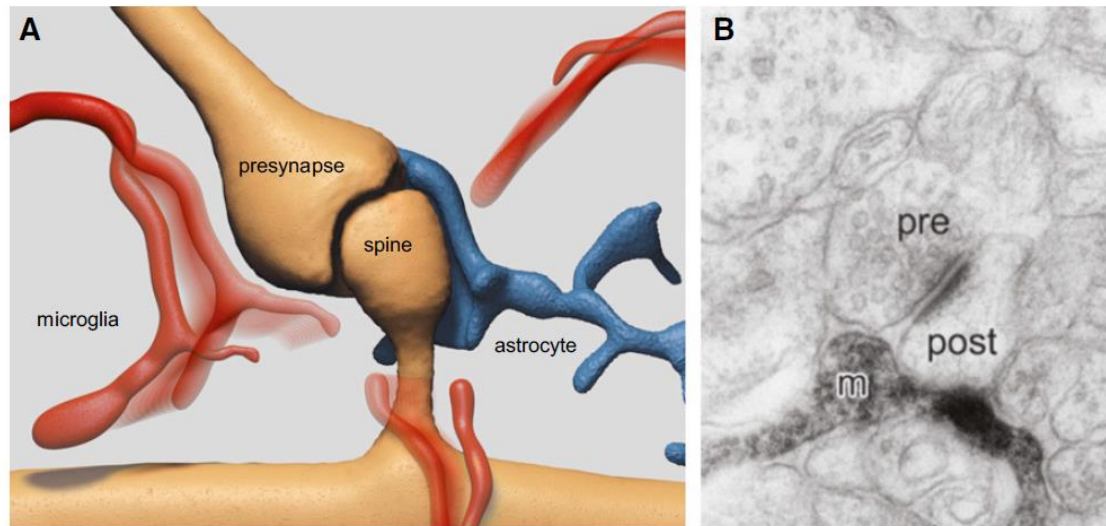 A
presynapse
spine
microglia
astrocyte
B
pre
post
m